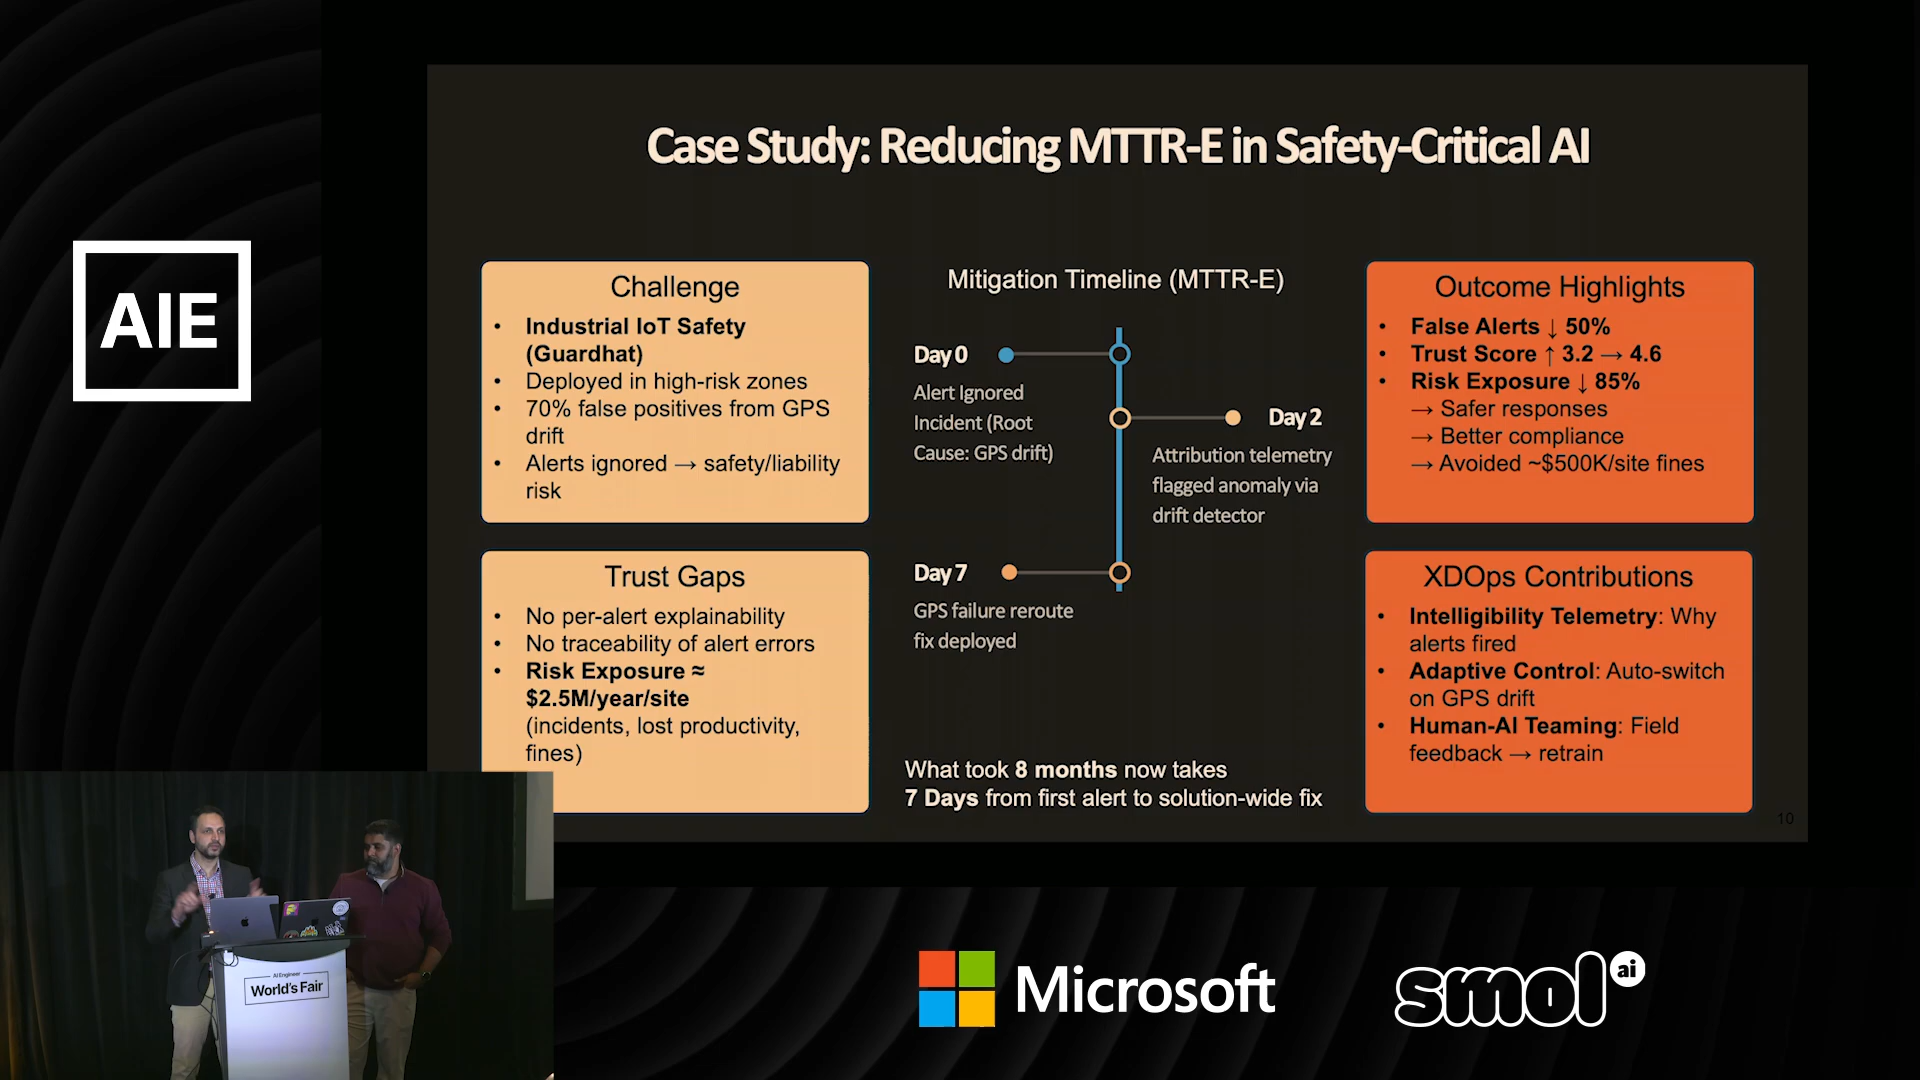 AIE
Case Study: Reducing MTTR-E in Safety-Critical AI
Challenge
• Industrial IoT Safety
(Guardhat)
• Deployed in high-risk zones
• 70% false positives from GPS
drift
• Alerts ignored → safety/liability
risk
Trust Gaps
• No per-alert explainability
• No traceability of alert errors
• Risk Exposure ≈
$2.5M/year/site
(incidents, lost productivity,
fines)
Mitigation Timeline (MTTR-E)
Day 0
Alert Ignored
Incident (Root
Cause: GPS drift)
Day 2
Attribution telemetry
flagged anomaly via
drift detector
Day 7
GPS failure reroute
fix deployed
What took 8 months now takes
7 Days from first alert to solution-wide fix
Outcome Highlights
• False Alerts ↓ 50%
• Trust Score ↑ 3.2 → 4.6
• Risk Exposure ↓ 85%
→ Safer responses
→ Better compliance
→ Avoided ~$500K/site fines
XDOps Contributions
• Intelligibility Telemetry: Why
alerts fired
• Adaptive Control: Auto-switch
on GPS drift
• Human-AI Teaming: Field
feedback → retrain
10
AI Engineer
World's Fair
Microsoft
smol ai